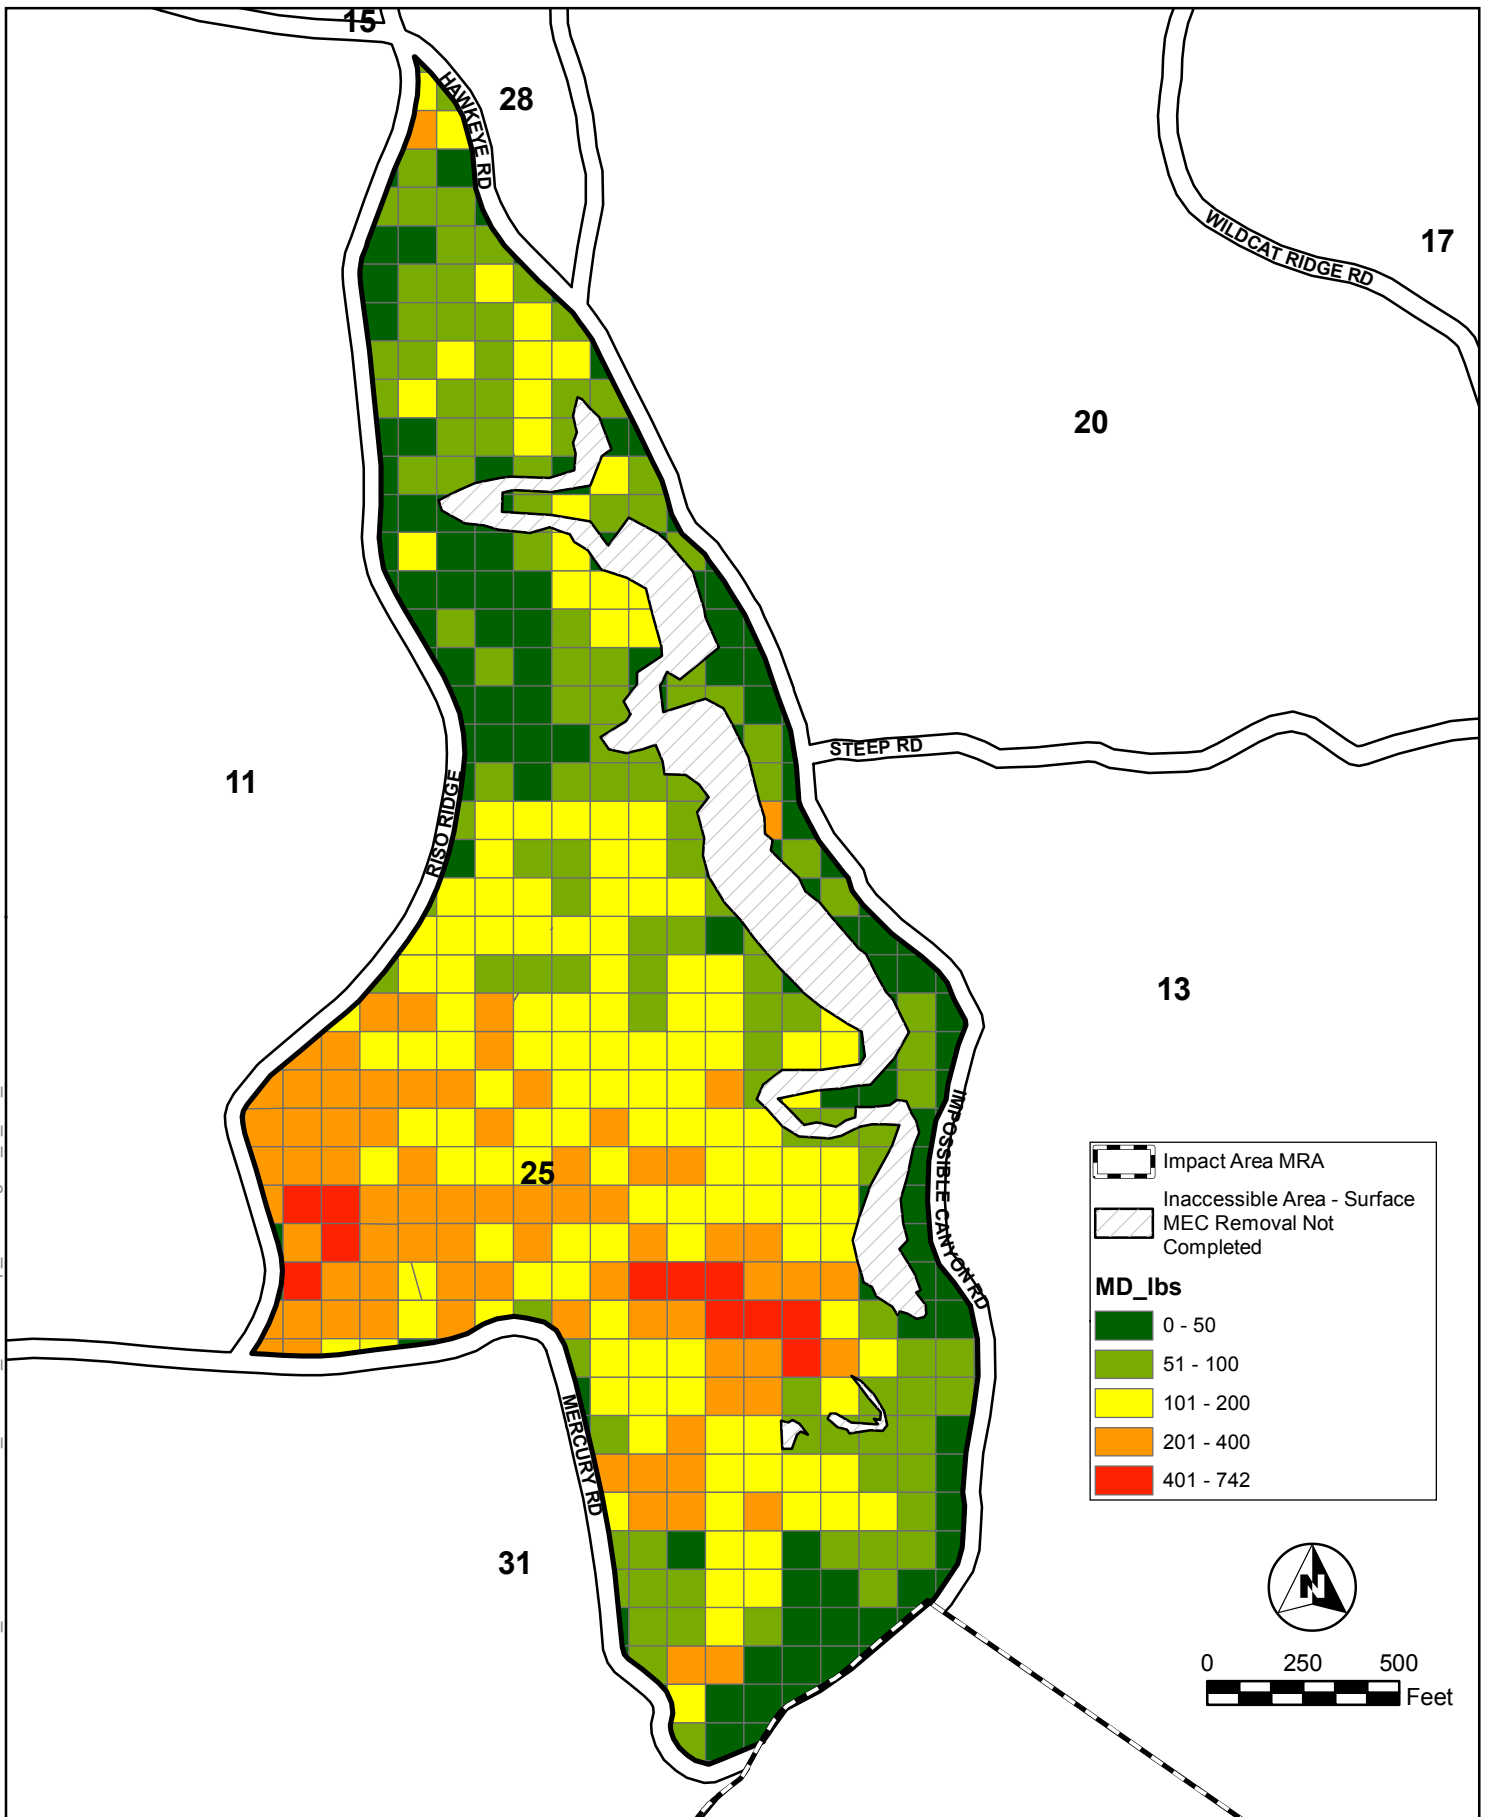 15
28
HAWKEYE RD
17
WILDCAT RIDGE RD
20
STEEP RD
11
RISO RIDGE
13
IMPOSSIBLE CANYON RD
25
MERCURY RD
31
Impact Area MRA
Inaccessible Area - Surface
MEC Removal Not
Completed
MD_lbs
0 - 50
51 - 100
101 - 200
201 - 400
401 - 742
N
0 250 500
Feet